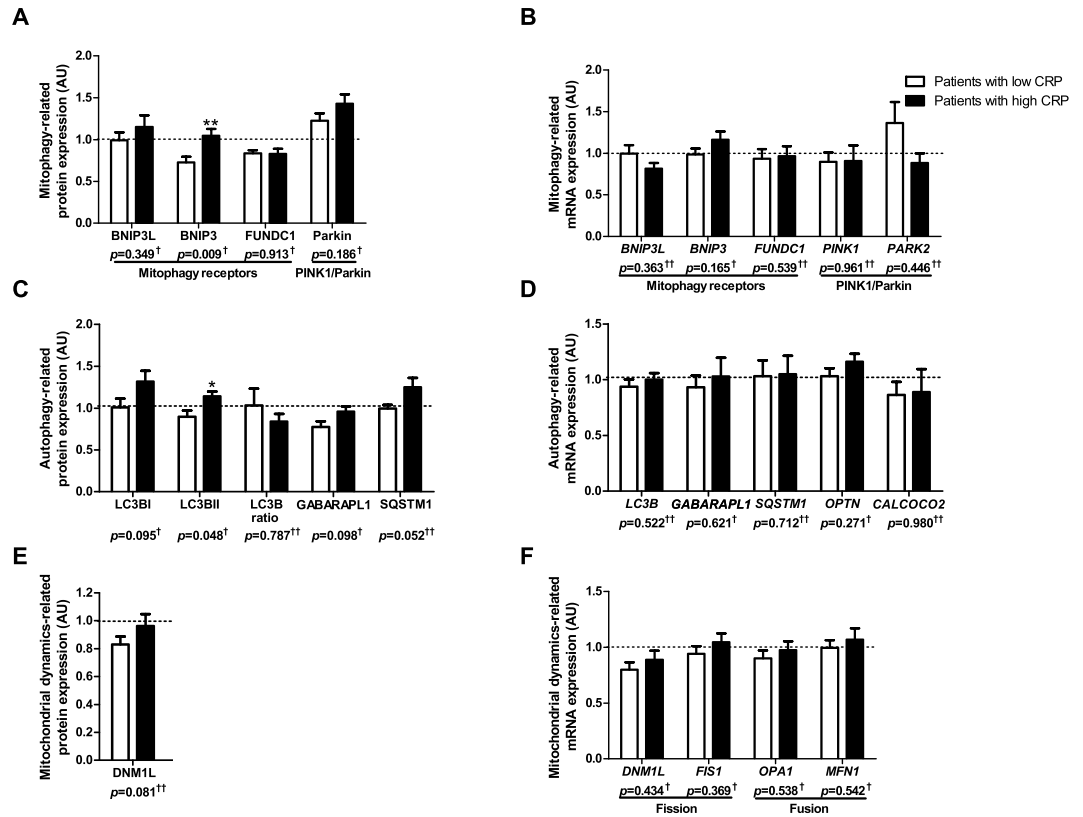 A
Mitophagy-related
protein expression (AU)
2.0
1.5
1.0
0.5
0.0
**
BNIP3L BNIP3 FUNDC1 Parkin
p=0.349† p=0.009† p=0.913† p=0.186†
Mitophagy receptors PINK1/Parkin
B
Mitophagy-related
mRNA expression (AU)
2.0
1.5
1.0
0.5
0.0
Patients with low CRP
Patients with high CRP
BNIP3L BNIP3 FUNDC1 PINK1 PARK2
p=0.363†† p=0.165† p=0.539†† p=0.961†† p=0.446††
Mitophagy receptors PINK1/Parkin
C
Autophagy-related
protein expression (AU)
2.0
1.5
1.0
0.5
0.0
*
LC3BI LC3BII LC3B GABARAPL1 SQSTM1
ratio
p=0.095† p=0.048† p=0.787†† p=0.098† p=0.052††
D
Autophagy-related
mRNA expression (AU)
1.5
1.0
0.5
0.0
LC3B GABARAPL1 SQSTM1 OPTN CALCOCO2
p=0.522†† p=0.621† p=0.712†† p=0.271† p=0.980††
E
Mitochondrial dynamics-related
protein expression (AU)
1.2
1.0
0.8
0.6
0.4
0.2
0.0
DNM1L
p=0.081††
F
Mitochondrial dynamics-related
mRNA expression (AU)
1.5
1.0
0.5
0.0
DNM1L FIS1 OPA1 MFN1
p=0.434† p=0.369† p=0.538† p=0.542†
Fission Fusion